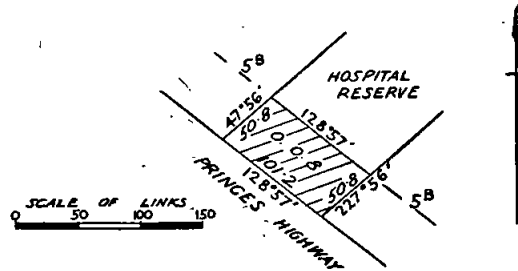 5ᴮ
HOSPITAL
RESERVE
47°56'
128°57'
50·8
0·0·8
101·2
128°57'
50·8
227°56'
5ᴮ
PRINCES HIGHWAY
SCALE OF LINKS
0 50 100 150